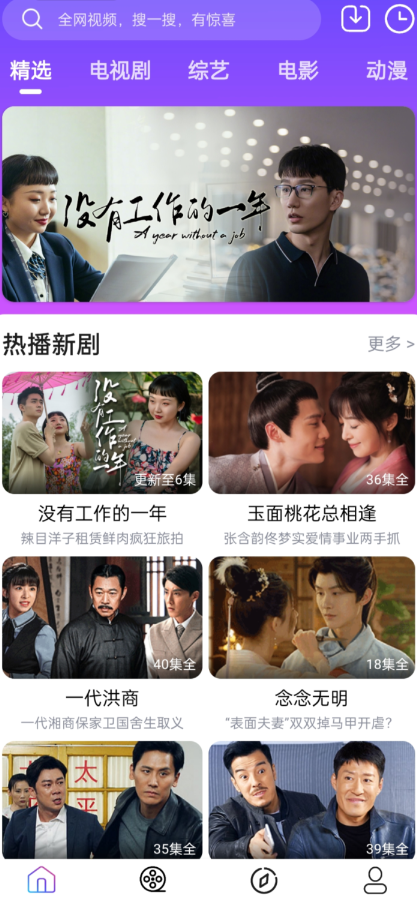 全网视频，搜一搜，有惊喜
精选 电视剧 综艺 电影 动漫
没有工作的一年
A year without a job
热播新剧 更多 >
没有工作的一年
更新至6集 36集全
没有工作的一年 玉面桃花总相逢
辣目洋子租赁鲜肉疯狂旅拍 张含韵佟梦实爱情事业两手抓
40集全 18集全
一代洪商 念念无明
一代湘商保家卫国舍生取义 “表面夫妻”双双掉马甲开虐?
太 太
平
35集全 39集全